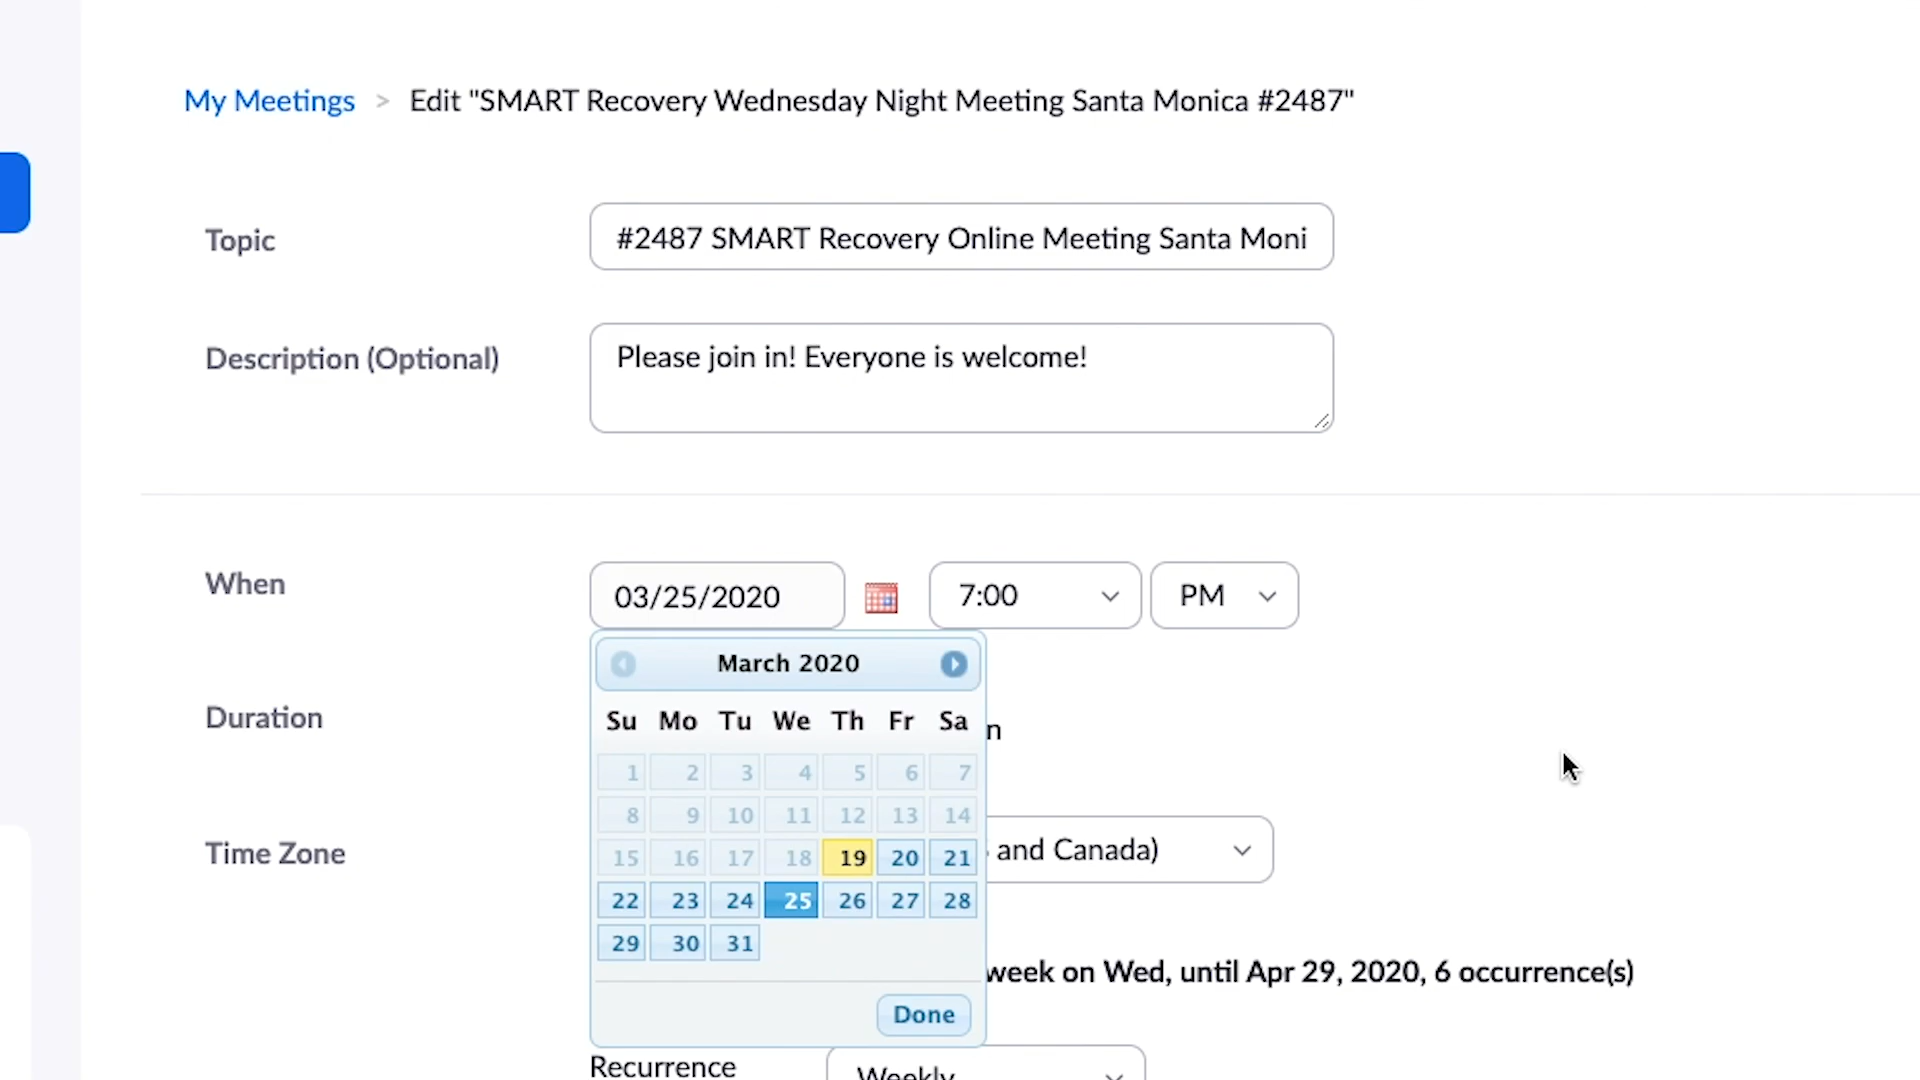 My Meetings > Edit "SMART Recovery Wednesday Night Meeting Santa Monica #2487"
Topic
#2487 SMART Recovery Online Meeting Santa Moni
Description (Optional)
Please join in! Everyone is welcome!
When
03/25/2020 7:00 PM
March 2020
Su Mo Tu We Th Fr Sa
1 2 3 4 5 6 7
8 9 10 11 12 13 14
15 16 17 18 19 20 21
22 23 24 25 26 27 28
29 30 31
Done
Duration
n
Time Zone
and Canada)
week on Wed, until Apr 29, 2020, 6 occurrence(s)
Recurrence
Weekly